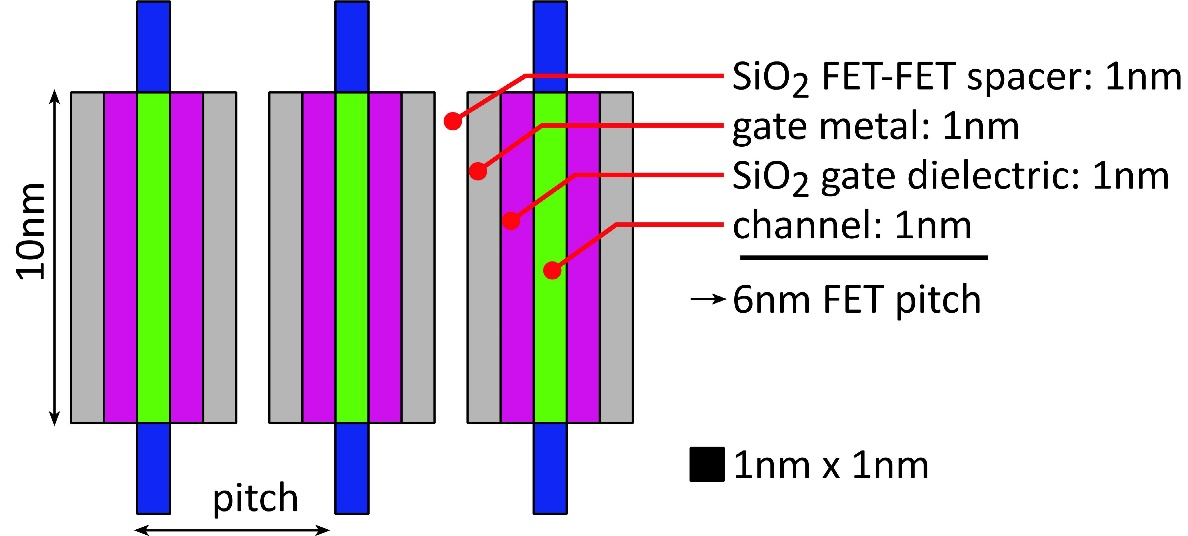 SiO₂ FET-FET spacer: 1nm
gate metal: 1nm
SiO₂ gate dielectric: 1nm
channel: 1nm
→6nm FET pitch
10nm
1nm x 1nm
pitch